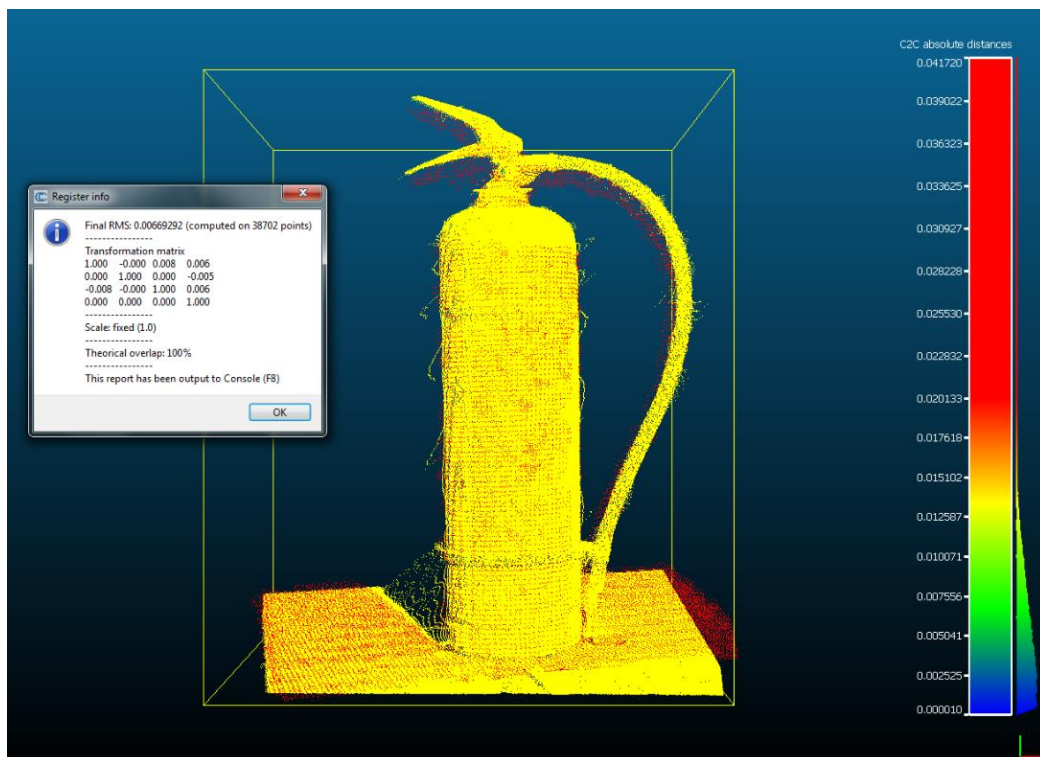 Register info
Final RMS: 0.00669292 (computed on 38702 points)
----------------
Transformation matrix
1.000 -0.000 0.008 0.006
0.000 1.000 0.000 -0.005
-0.008 -0.000 1.000 0.006
0.000 0.000 0.000 1.000
----------------
Scale: fixed (1.0)
----------------
Theorical overlap: 100%
----------------
This report has been output to Console (F8)
OK
C2C absolute distances
0.041720
0.039022
0.036323
0.033625
0.030927
0.028228
0.025530
0.022832
0.020133
0.017618
0.015102
0.012587
0.010071
0.007556
0.005041
0.002525
0.000010